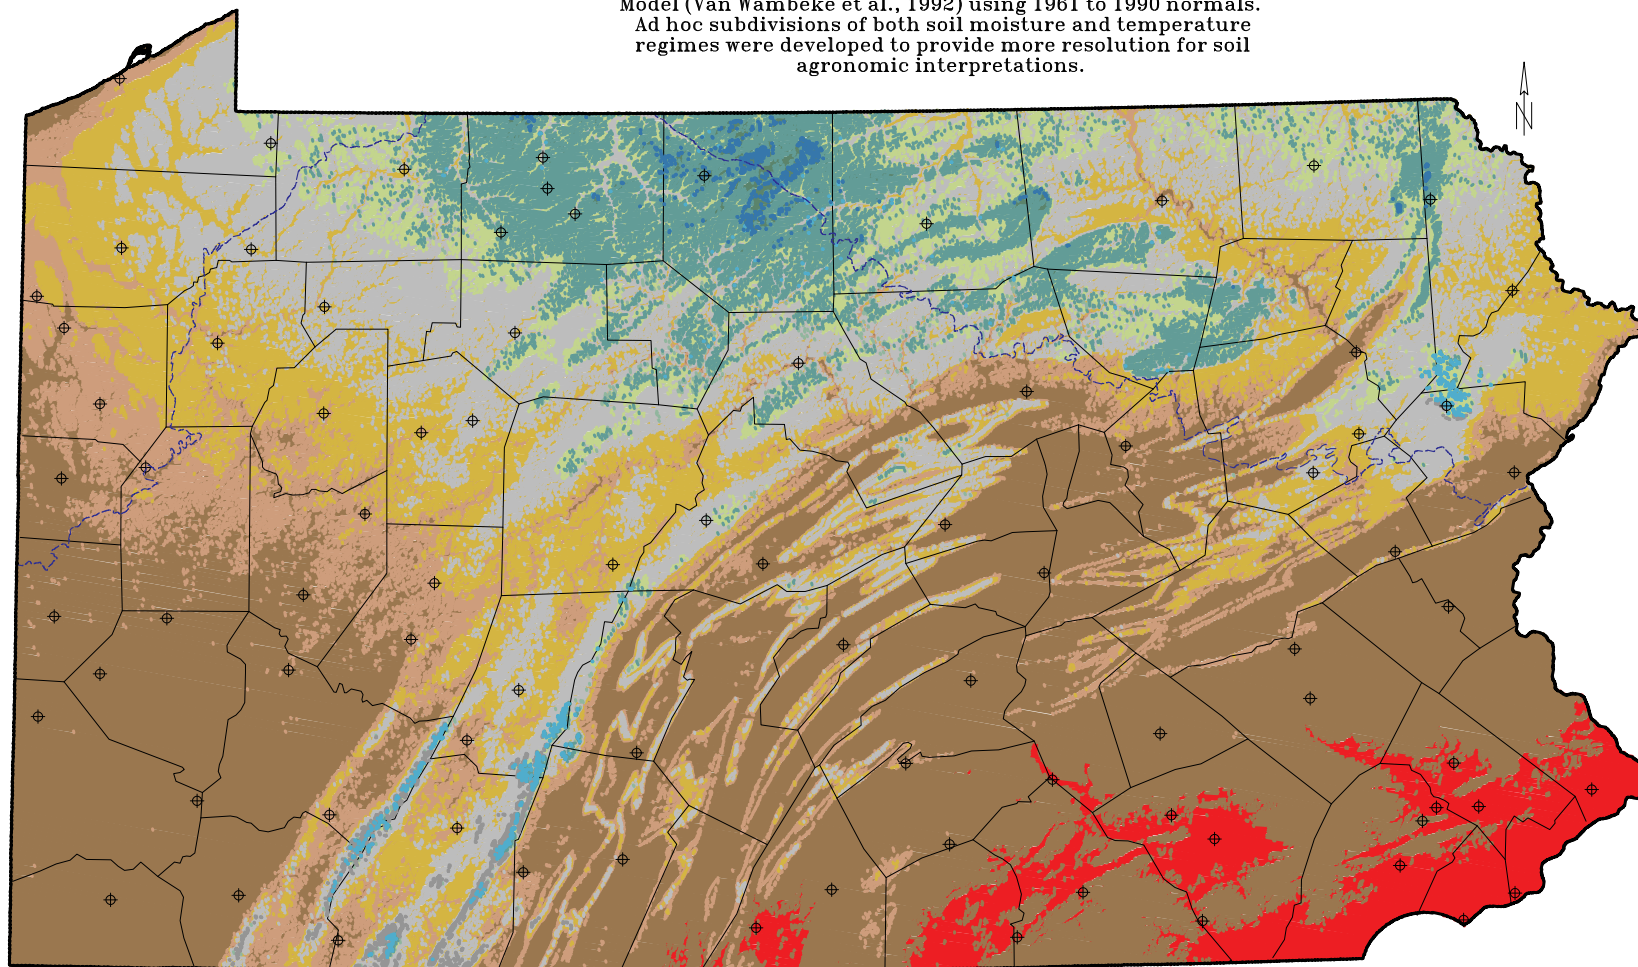 Model (Van Wambeke et al., 1992) using 1961 to 1990 normals.
Ad hoc subdivisions of both soil moisture and temperature
regimes were developed to provide more resolution for soil
agronomic interpretations.
N